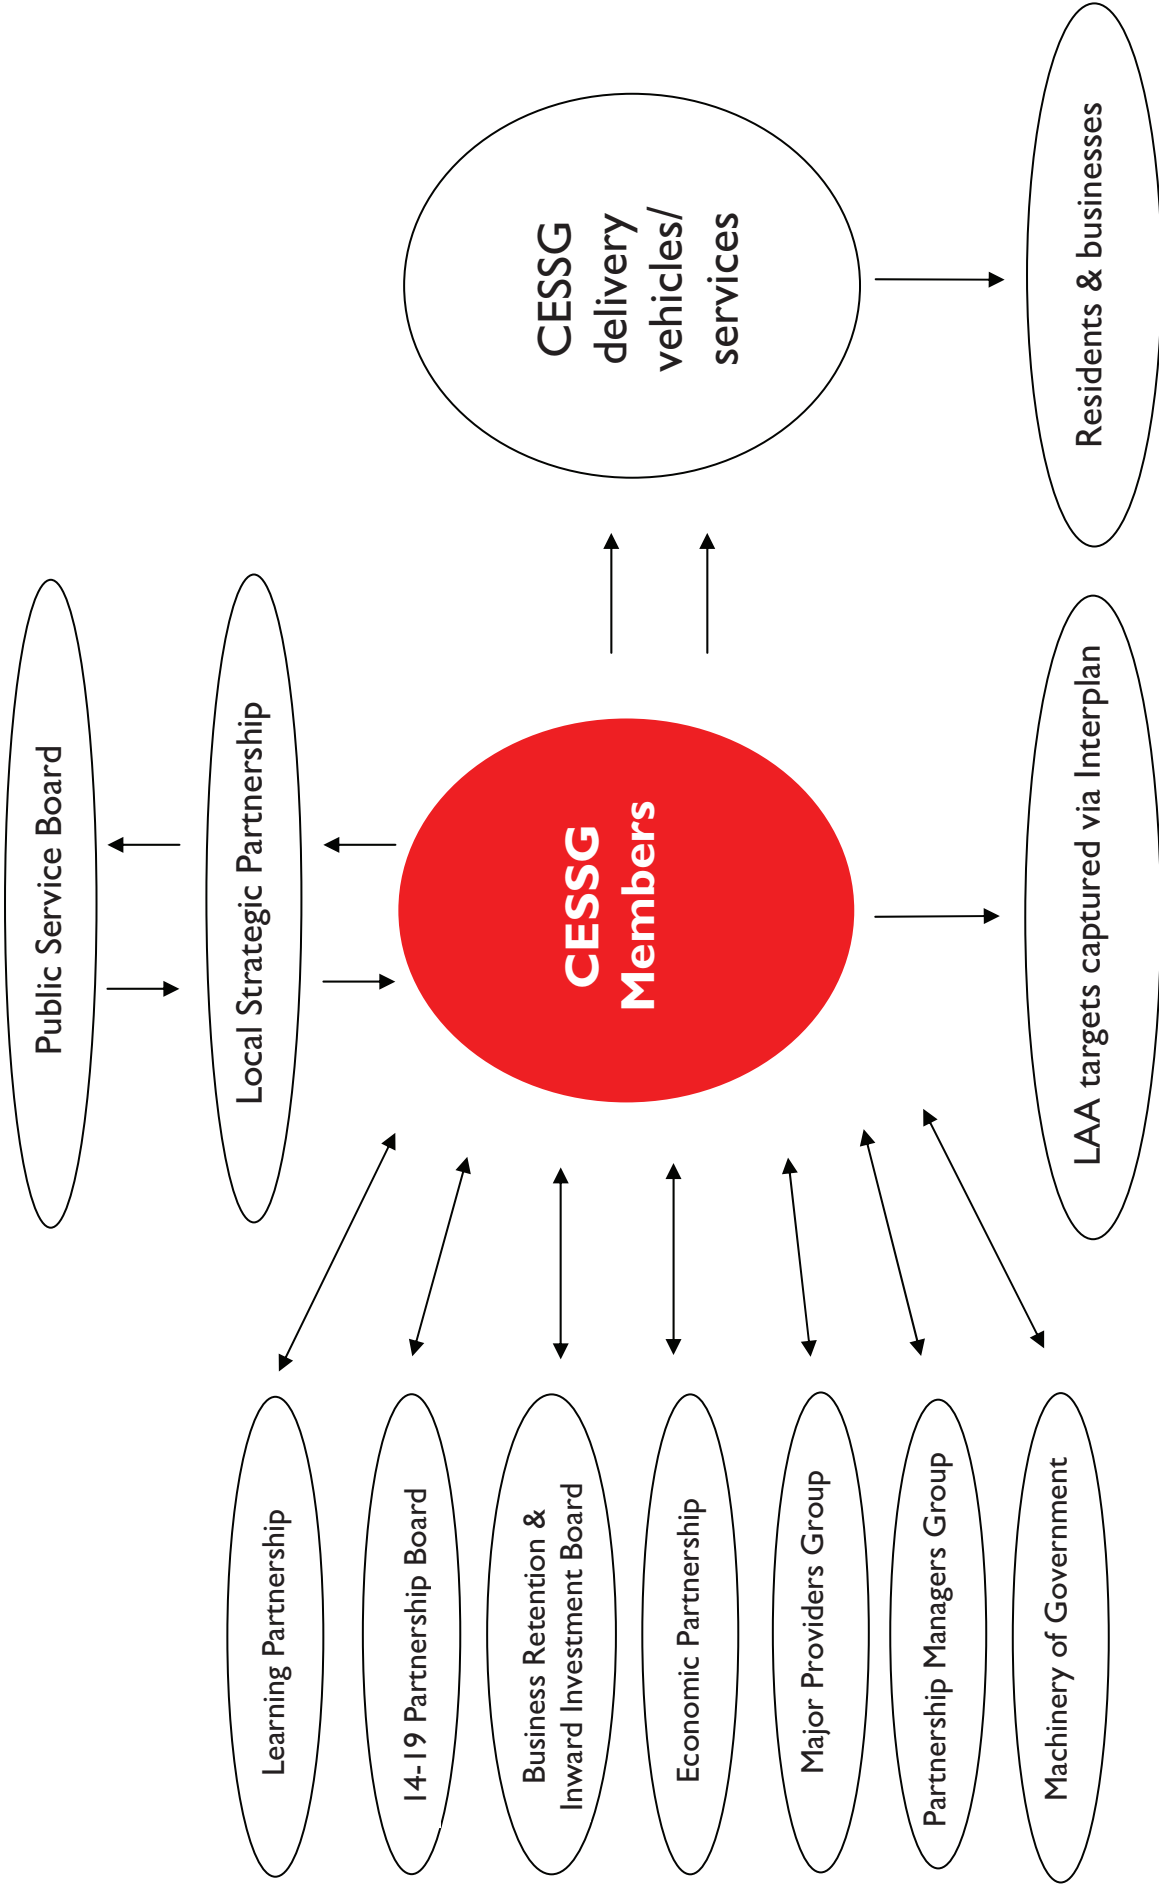 Public Service Board
Local Strategic Partnership
Learning Partnership
14-19 Partnership Board
Business Retention &
Inward Investment Board
Economic Partnership
Major Providers Group
Partnership Managers Group
Machinery of Government
CESSG
Members
CESSG
delivery
vehicles/
services
LAA targets captured via Interplan
Residents & businesses